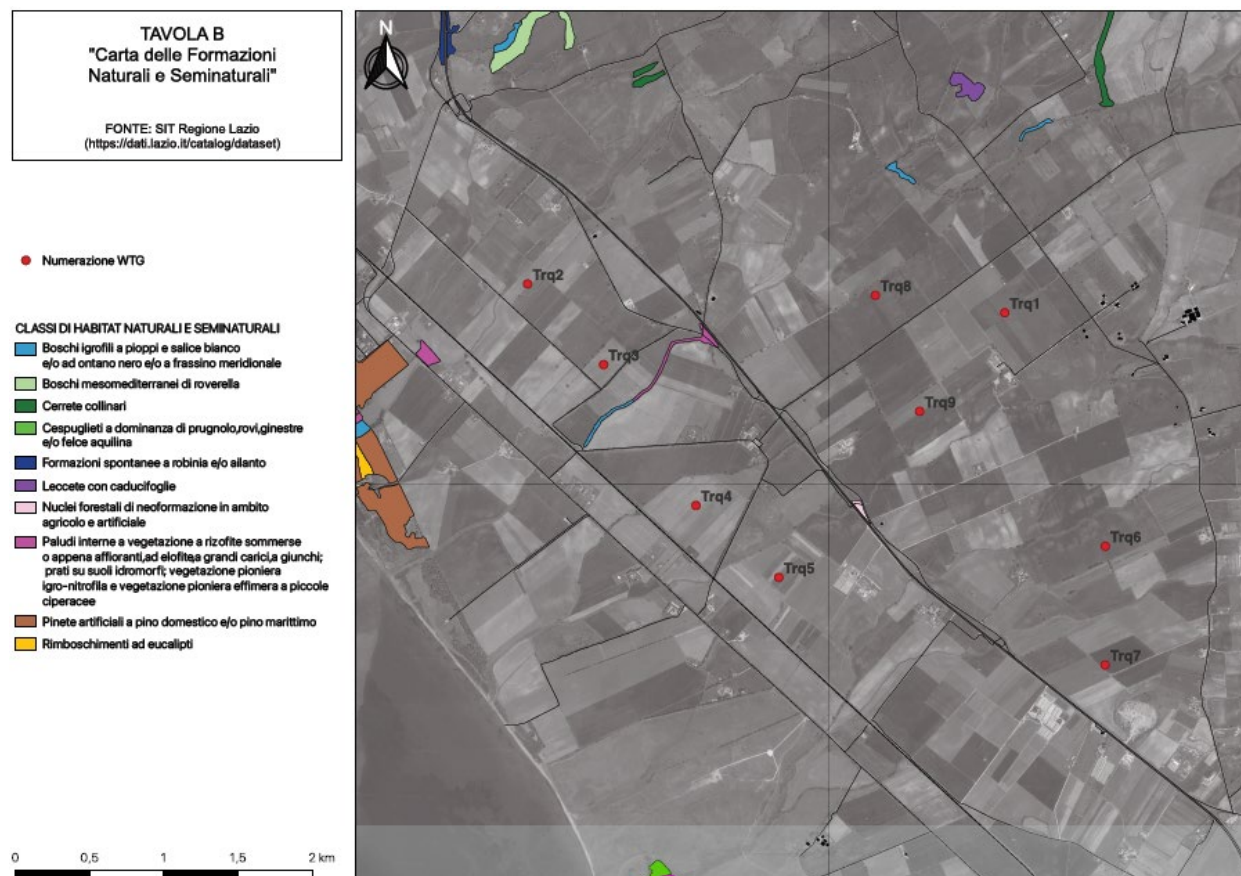 TAVOLA B
"Carta delle Formazioni
Naturali e Seminaturali"
FONTE: SIT Regione Lazio
(https://dati.lazio.it/catalog/dataset)
Numerazione WTG
CLASSI DI HABITAT NATURALI E SEMINATURALI
Boschi igrofili a pioppi e salice bianco
e/o ad ontano nero e/o a frassino meridionale
Boschi mesomediterranei di roverella
Cerrete collinari
Cespuglieti a dominanza di prugnolo,rovi,ginestre
e/o felce aquilina
Formazioni spontanee a robinia e/o ailanto
Leccete con caducifoglie
Nuclei forestali di neoformazione in ambito
agricolo e artificiale
Paludi interne a vegetazione a rizofite sommerse
o appena affioranti,ad elofite,a grandi carici,a giunchi;
prati su suoli idromorfi; vegetazione pioniera
igro-nitrofila e vegetazione pioniera effimera a piccole
ciperacee
Pinete artificiali a pino domestico e/o pino marittimo
Rimboschimenti ad eucalipti
0 0,5 1 1,5 2 km
N
Trq2
Trq8
Trq1
Trq3
Trq9
Trq4
Trq6
Trq5
Trq7